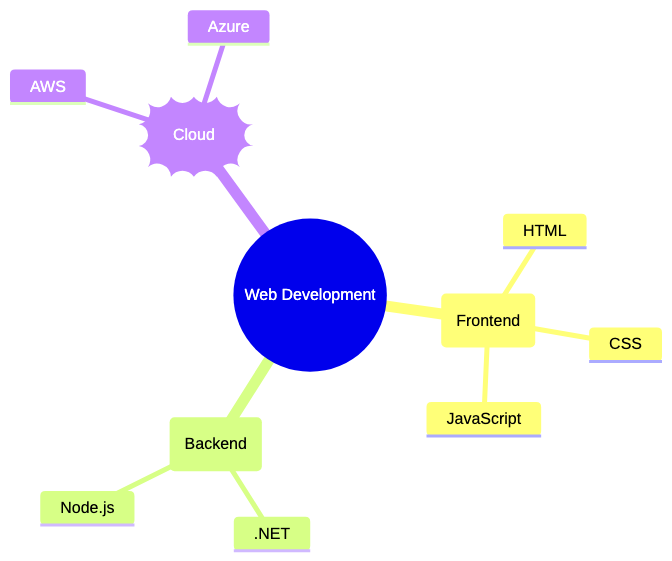 Azure
AWS
Cloud
HTML
Web Development
Frontend
CSS
JavaScript
Backend
Node.js
.NET